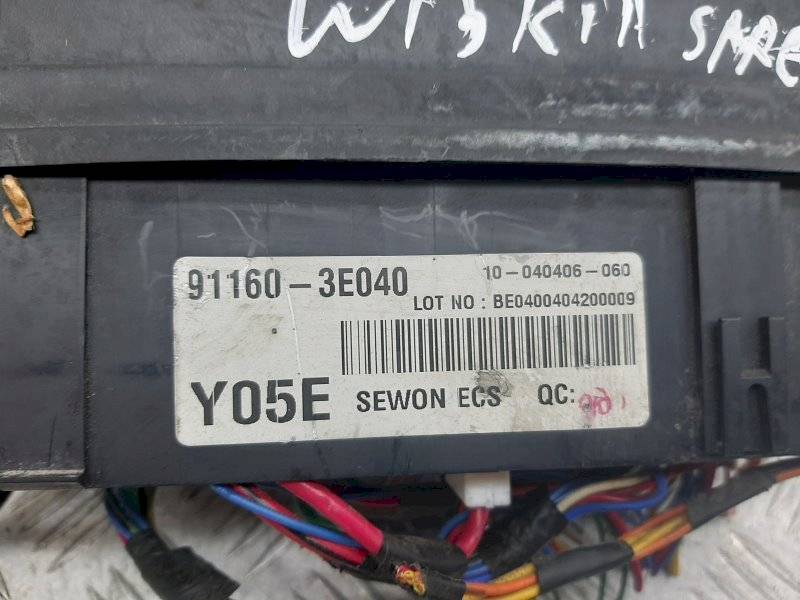 91160-3E040
10-040406-060
LOT NO : BE0400404200009
Y05E
SEWON ECS QC: